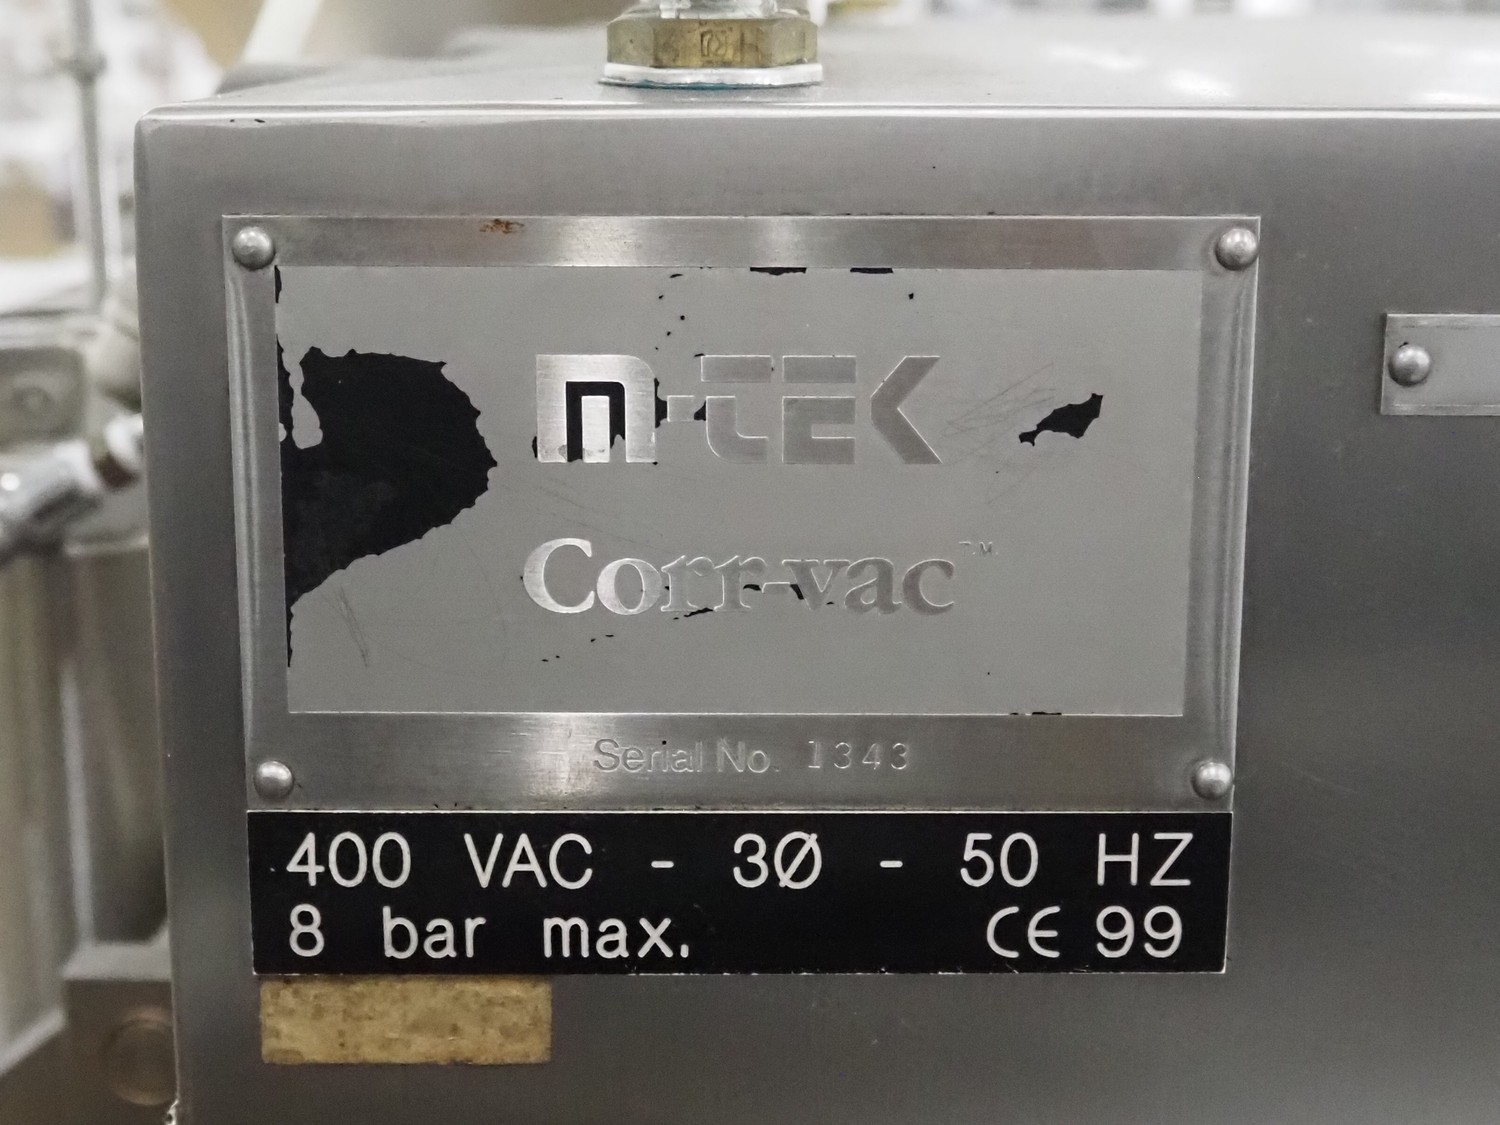 M-TEK
Corr-vac™
Serial No. 1343
400 VAC - 3Ø - 50 HZ
8 bar max. CE 99